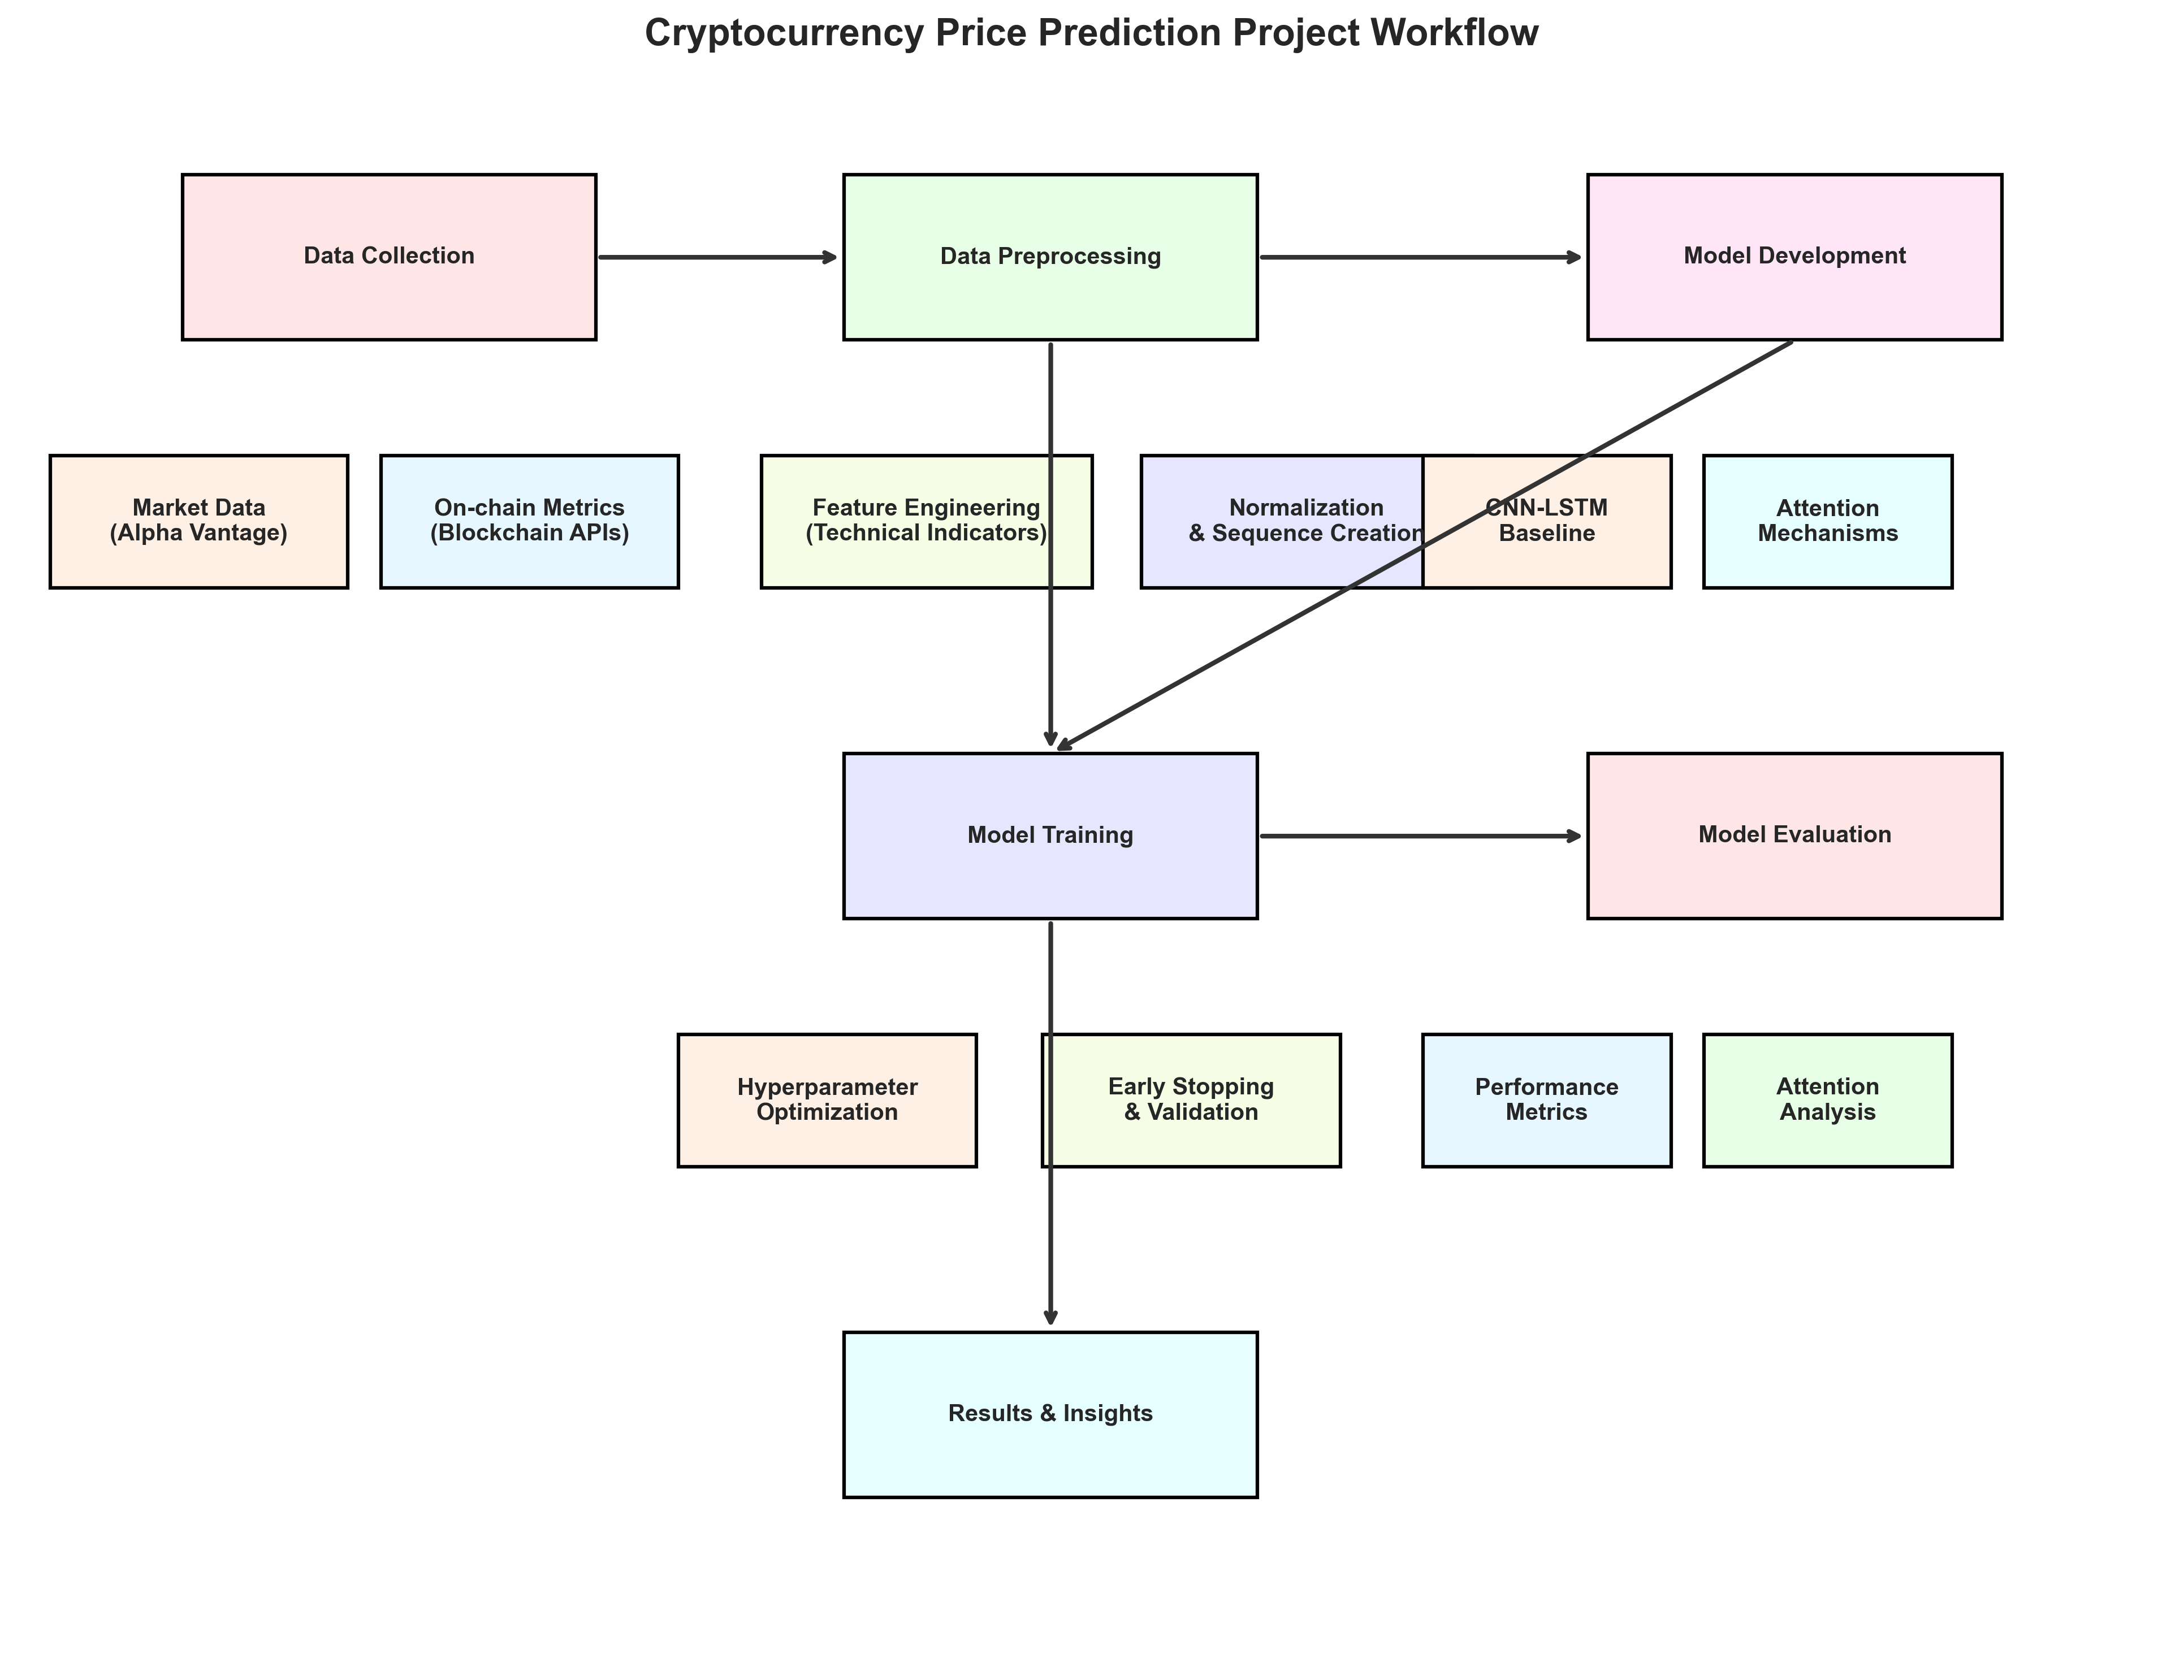 Cryptocurrency Price Prediction Project Workflow
Data Collection
Data Preprocessing
Model Development
Market Data
(Alpha Vantage)
On-chain Metrics
(Blockchain APIs)
Feature Engineering
(Technical Indicators)
Normalization
& Sequence Creation
CNN-LSTM
Baseline
Attention
Mechanisms
Model Training
Model Evaluation
Hyperparameter
Optimization
Early Stopping
& Validation
Performance
Metrics
Attention
Analysis
Results & Insights